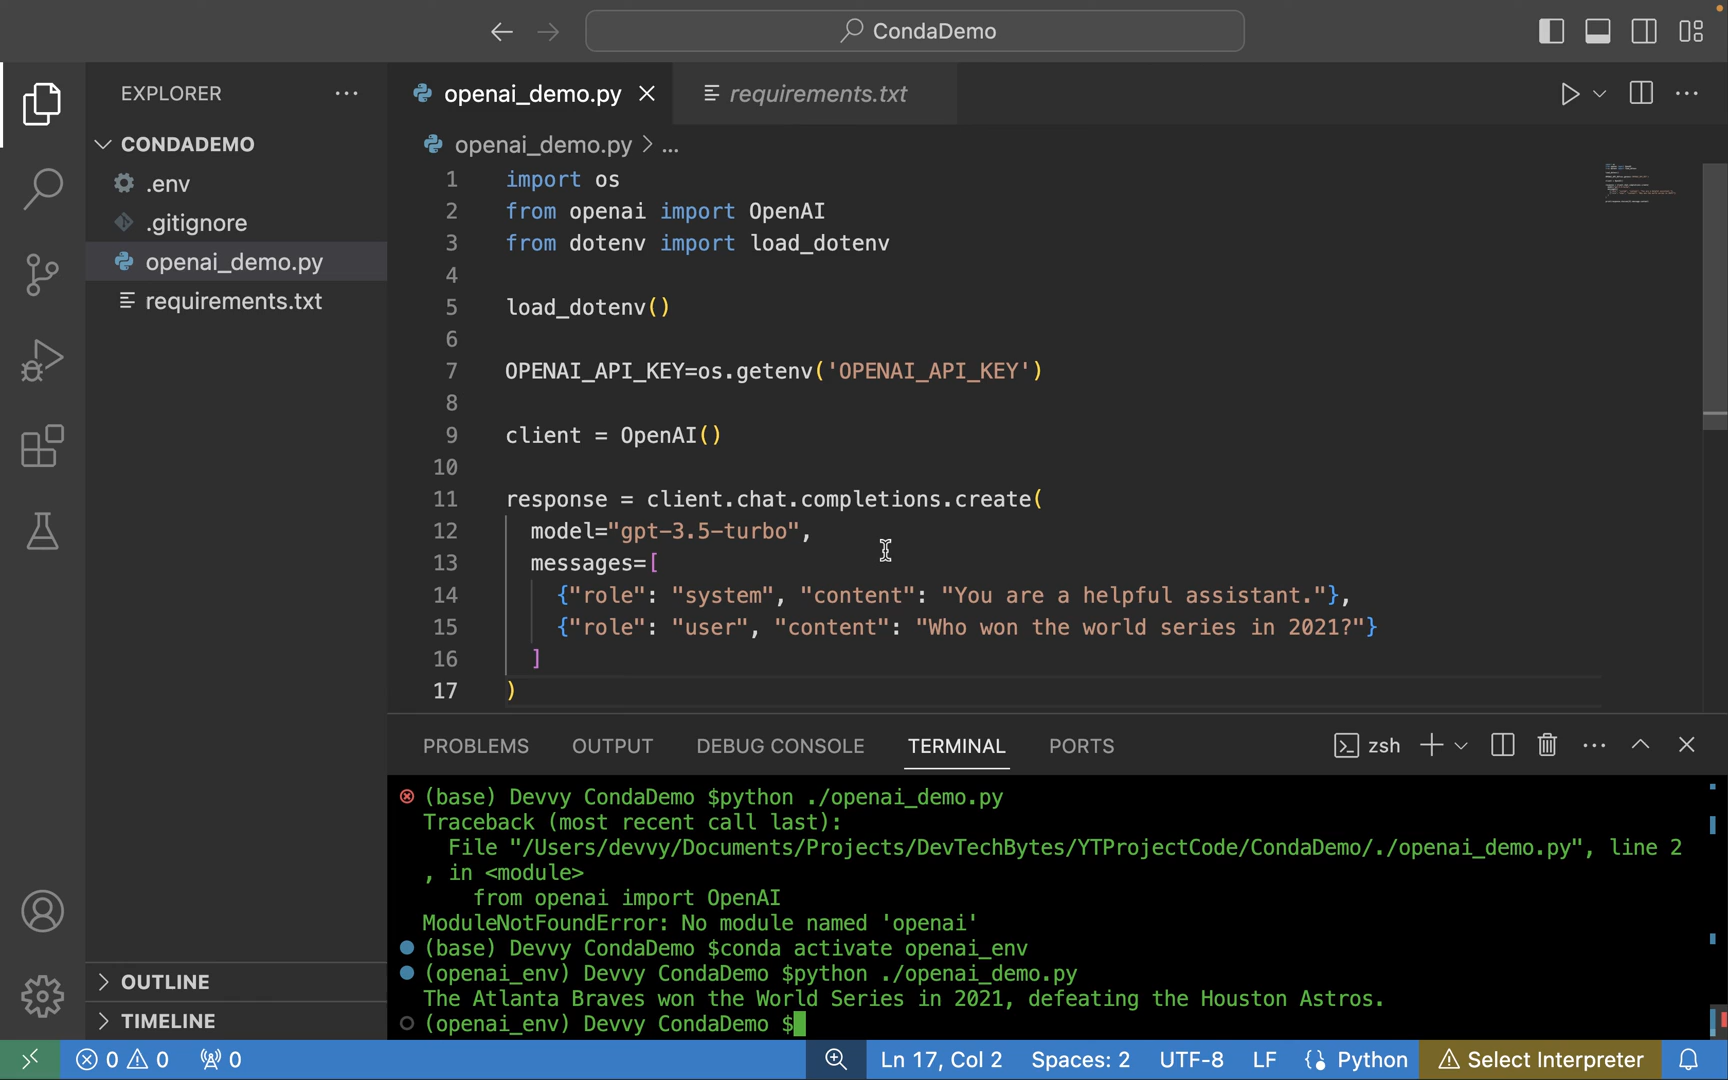 CondaDemo
EXPLORER
CONDADEMO
.env
.gitignore
openai_demo.py
requirements.txt
OUTLINE
TIMELINE
openai_demo.py
requirements.txt
openai_demo.py > ...
1 import os
2 from openai import OpenAI
3 from dotenv import load_dotenv
4
5 load_dotenv()
6
7 OPENAI_API_KEY=os.getenv('OPENAI_API_KEY')
8
9 client = OpenAI()
10
11 response = client.chat.completions.create(
12 model="gpt-3.5-turbo",
13 messages=[
14 {"role": "system", "content": "You are a helpful assistant."},
15 {"role": "user", "content": "Who won the world series in 2021?"}
16 ]
17 )
PROBLEMS OUTPUT DEBUG CONSOLE TERMINAL PORTS
zsh
(base) Devvy CondaDemo $python ./openai_demo.py
Traceback (most recent call last):
File "/Users/devvy/Documents/Projects/DevTechBytes/YTProjectCode/CondaDemo/./openai_demo.py", line 2
, in <module>
from openai import OpenAI
ModuleNotFoundError: No module named 'openai'
(base) Devvy CondaDemo $conda activate openai_env
(openai_env) Devvy CondaDemo $python ./openai_demo.py
The Atlanta Braves won the World Series in 2021, defeating the Houston Astros.
(openai_env) Devvy CondaDemo $
0 0 0 Ln 17, Col 2 Spaces: 2 UTF-8 LF Python Select Interpreter